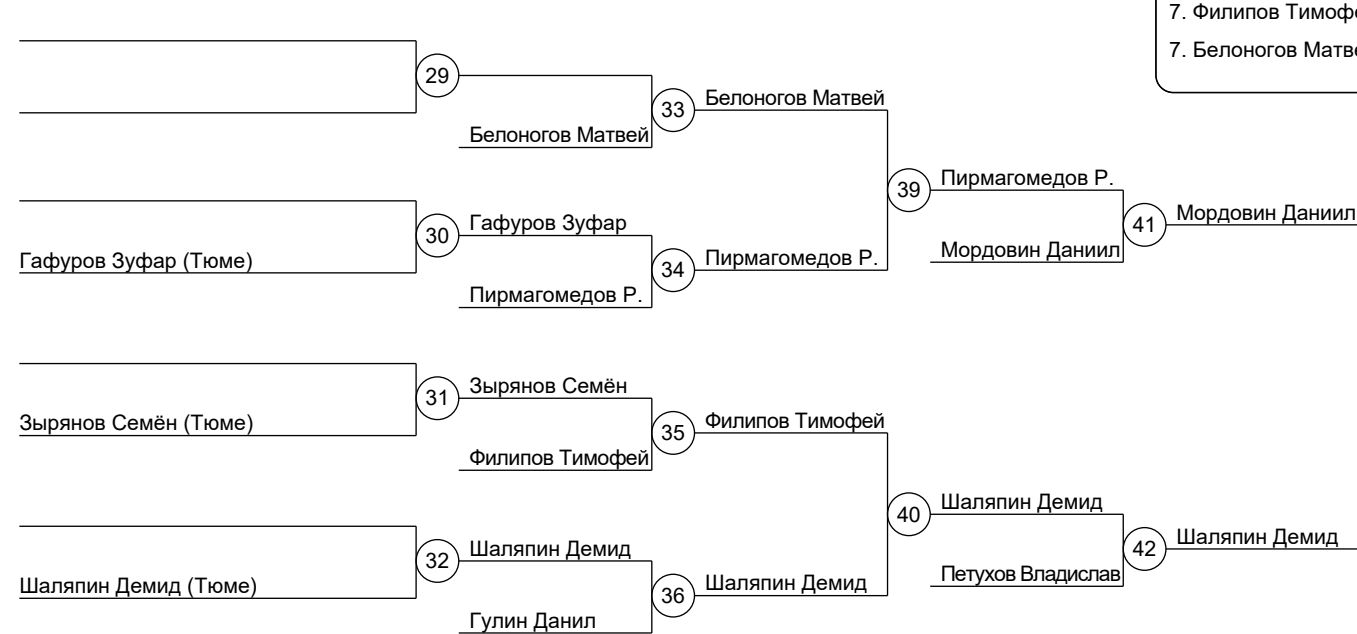 7. Филипов Тимоф
7. Белоногов Матв
29
33
Белоногов Матвей
Белоногов Матвей
39
Пирмагомедов Р.
41
Мордовин Даниил
Мордовин Даниил
30
Гафуров Зуфар
Гафуров Зуфар (Тюме)
34
Пирмагомедов Р.
Пирмагомедов Р.
31
Зырянов Семён
Зырянов Семён (Тюме)
35
Филипов Тимофей
Филипов Тимофей
40
Шаляпин Демид
42
Шаляпин Демид
Петухов Владислав
32
Шаляпин Демид
Шаляпин Демид (Тюме)
36
Шаляпин Демид
Гулин Данил